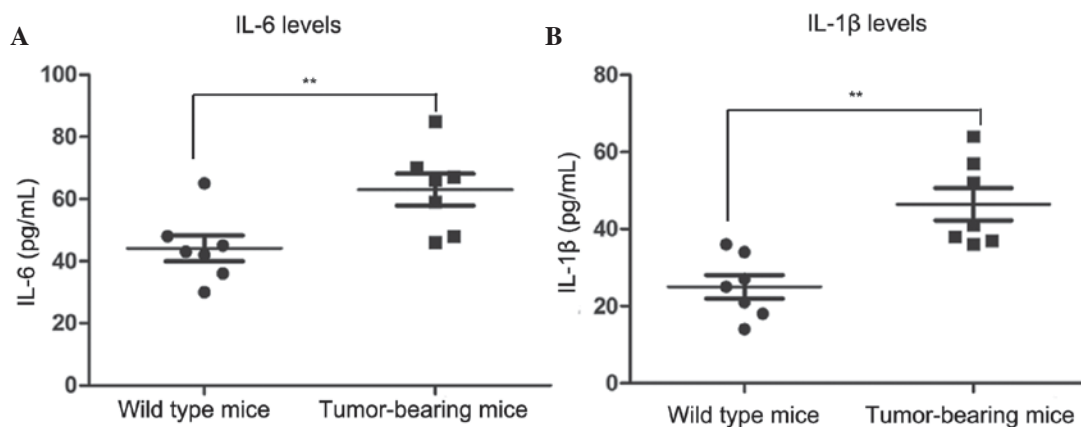 A
IL-6 levels
**
100
80
60
40
20
0
IL-6 (pg/mL)
Wild type mice
Tumor-bearing mice
B
IL-1β levels
**
80
60
40
20
0
IL-1β (pg/mL)
Wild type mice
Tumor-bearing mice